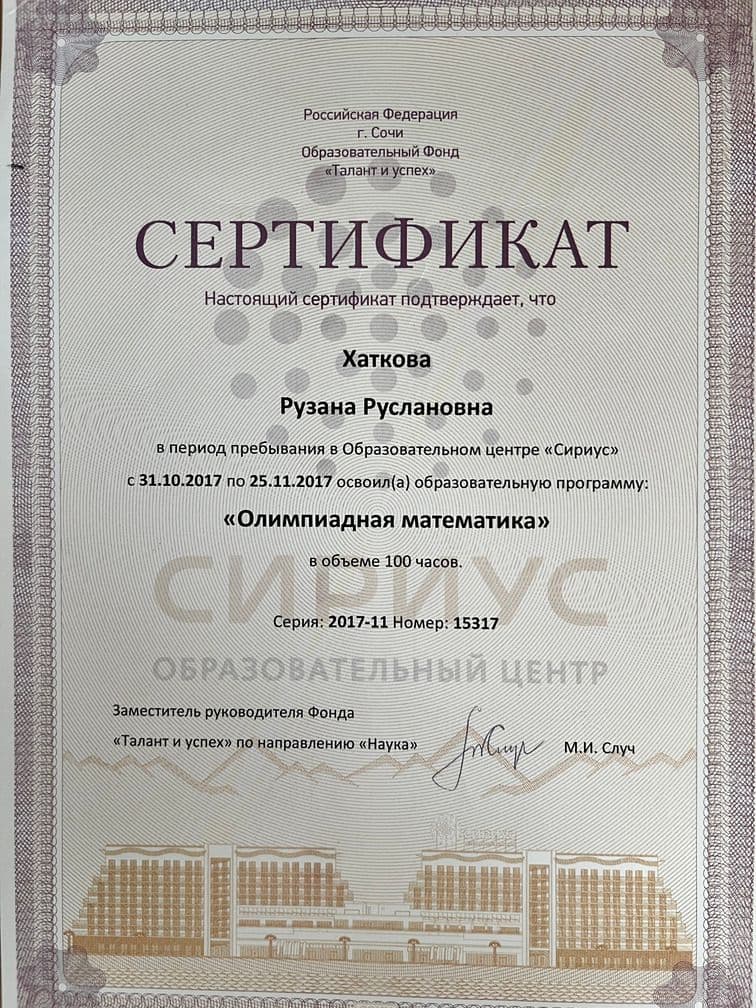 Российская Федерация
г. Сочи
Образовательный Фонд
«Талант и успех»
СЕРТИФИКАТ
Настоящий сертификат подтверждает, что
Хаткова
Рузана Руслановна
в период пребывания в Образовательном центре «Сириус»
с 31.10.2017 по 25.11.2017 освоил(а) образовательную программу:
«Олимпиадная математика»
в объеме 100 часов.
СИРИУС
Серия: 2017-11 Номер: 15317
ОБРАЗОВАТЕЛЬНЫЙ ЦЕНТР
Заместитель руководителя Фонда
«Талант и успех» по направлению «Наука»
М.И. Случ